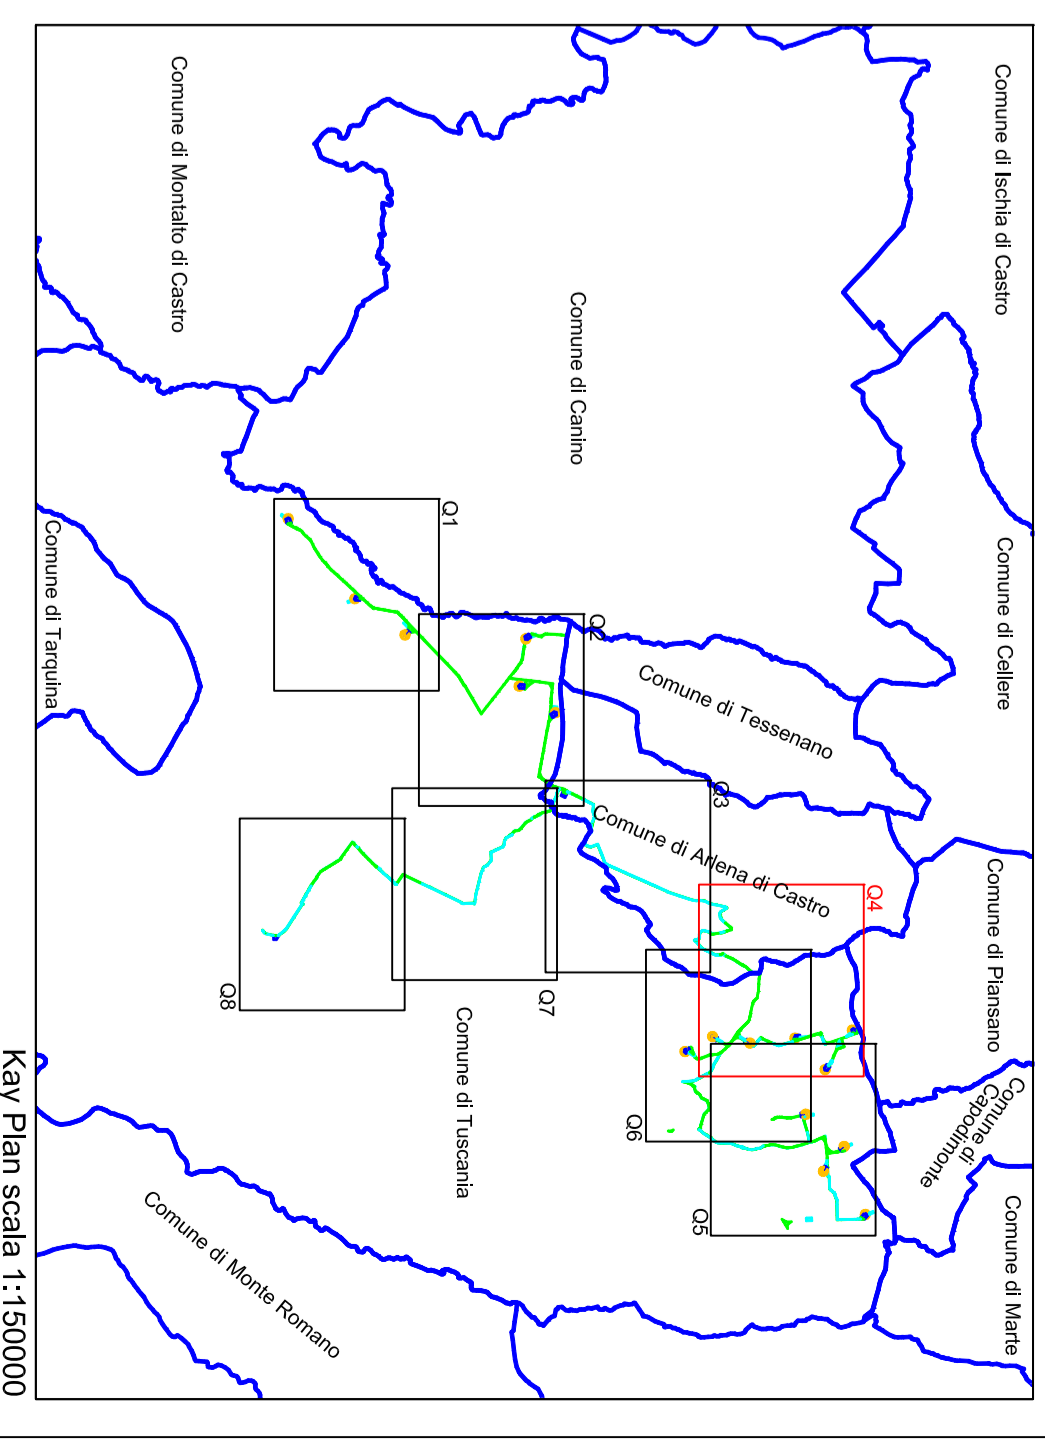 Comune di Ischia di Castro
Comune di Cellere
Comune di Piansano
Comune di
Capodimonte
Comune di Marte
Comune di Montalto di Castro
Comune di Canino
Comune di Tessenano
Comune di Arlena di Castro
Comune di Tarquina
Comune di Tuscania
Comune di Monte Romano
Q1
Q2
Q3
Q4
Q5
Q6
Q7
Q8
Kay Plan scala 1:150000